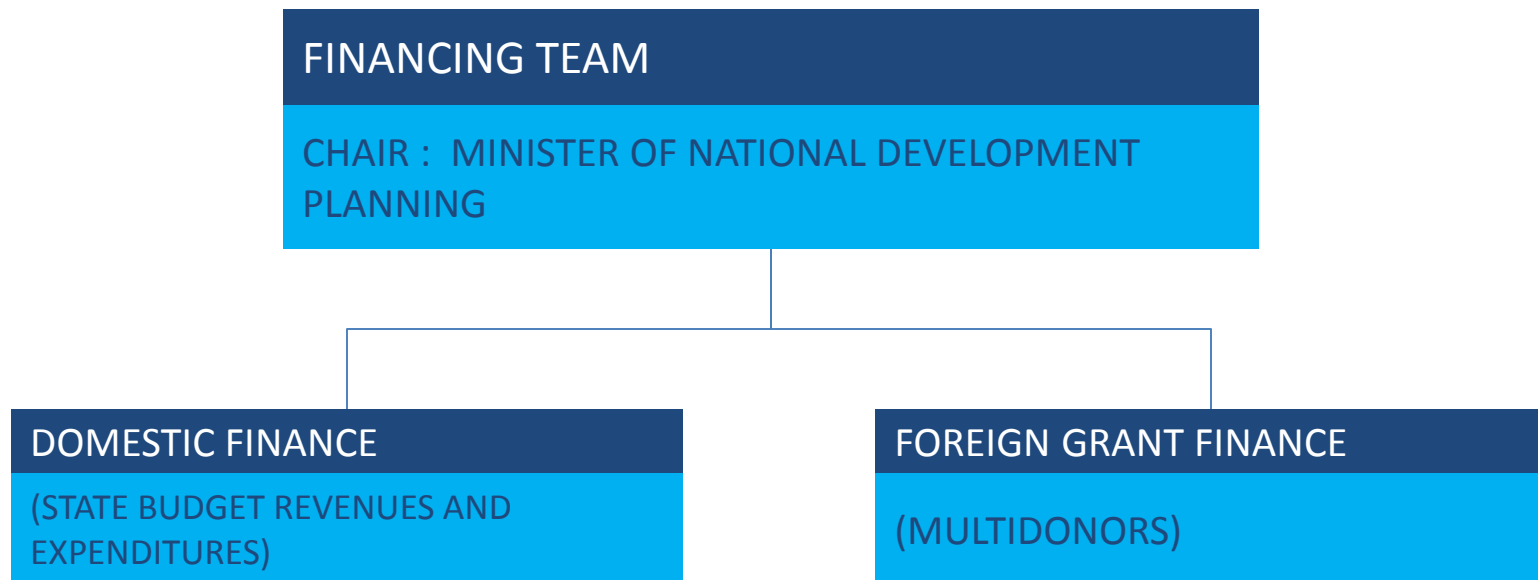 FINANCING TEAM
CHAIR :  MINISTER OF NATIONAL DEVELOPMENT
PLANNING
DOMESTIC FINANCE
(STATE BUDGET REVENUES AND
EXPENDITURES)
FOREIGN GRANT FINANCE
(MULTIDONORS)